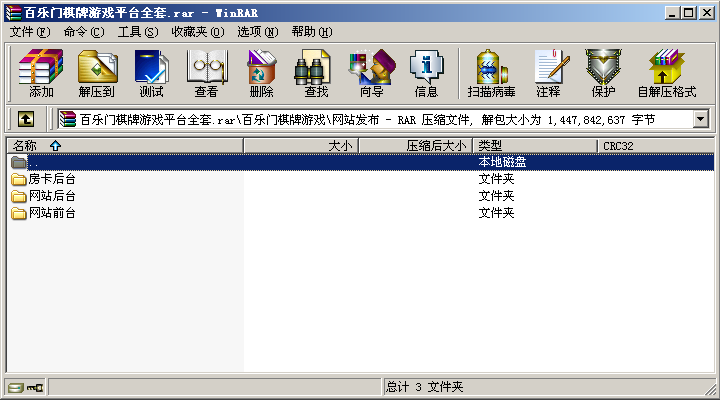 百乐门棋牌游戏平台全套.rar - WinRAR
文件(F) 命令(C) 工具(S) 收藏夹(O) 选项(N) 帮助(H)
添加 解压到 测试 查看 删除 查找 向导 信息 扫描病毒 注释 保护 自解压格式
百乐门棋牌游戏平台全套.rar\百乐门棋牌游戏\网站发布 - RAR 压缩文件, 解包大小为 1,447,842,637 字节
名称 大小 压缩后大小 类型 CRC32
.. 本地磁盘
房卡后台 文件夹
网站后台 文件夹
网站前台 文件夹
总计 3 文件夹